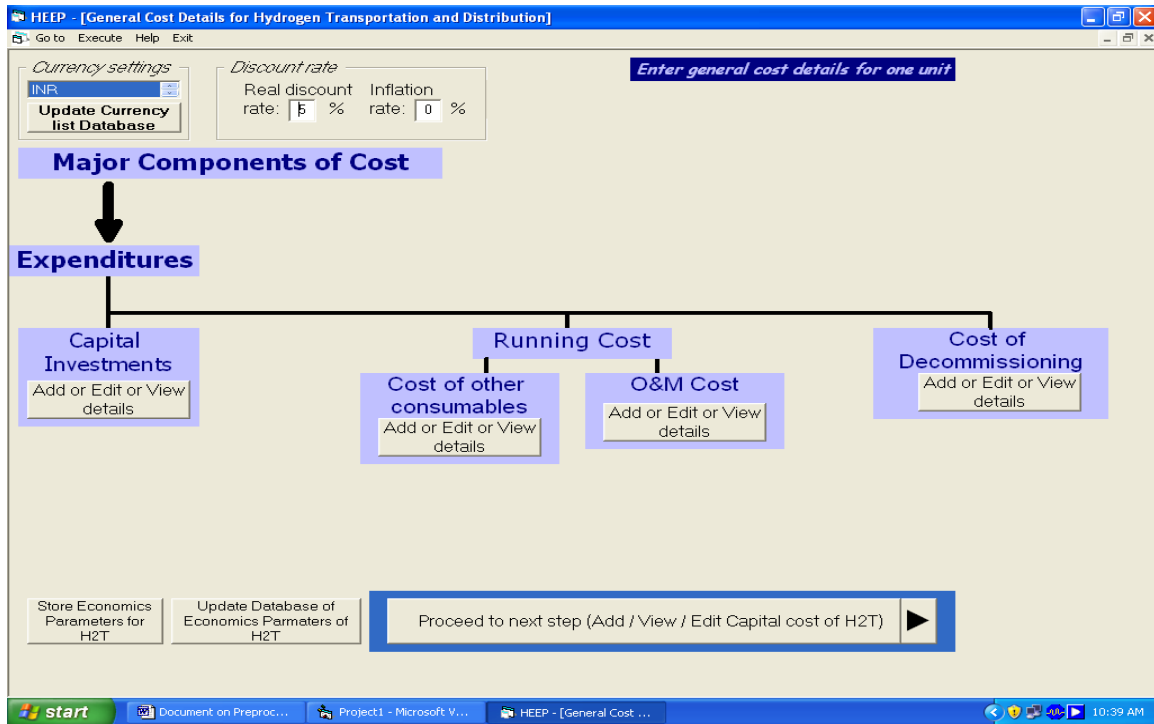 HEEP - [General Cost Details for Hydrogen Transportation and Distribution]
Go to Execute Help Exit
Currency settings
INR
Update Currency
list Database
Discount rate
Real discount
rate: 5 %
Inflation
rate: 0 %
Enter general cost details for one unit
Major Components of Cost
Expenditures
Capital
Investments
Add or Edit or View
details
Running Cost
Cost of other
consumables
Add or Edit or View
details
O&M Cost
Add or Edit or View
details
Cost of
Decommissioning
Add or Edit or View
details
Store Economics
Parameters for
H2T
Update Database of
Economics Parmaters of
H2T
Proceed to next step (Add / View / Edit Capital cost of H2T)
start
Document on Preproc...
Project1 - Microsoft V...
HEEP - [General Cost ...
10:39 AM